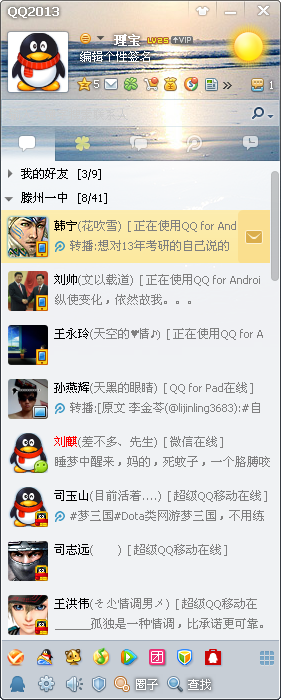 QQ2013
理宝 LV25 ↑VIP
编辑个性签名
5
1
我的好友 [3/9]
滕州一中 [8/41]
韩宁(花吹雪) [正在使用QQ for And
转播:想对13年考研的自己说的
刘帅(文以载道) [正在使用QQ for Androi
纵使变化，依然故我。。。
王永玲(天空的♥情♪) [正在使用QQ for A
孙燕辉(天黑的眼睛) [QQ for Pad在线]
转播:[原文 李金苓(@lijinling3683):#自
刘麒(差不多、先生) [微信在线]
睡梦中醒来，妈的，死蚊子，一个胳膊咬
司玉山(目前活着....) [超级QQ移动在线]
#梦三国#Dota类网游梦三国，不用练
司志远( ) [超级QQ移动在线]
王洪伟(そ尐情调男メ) [超级QQ移动在
______孤独是一种情调，比承诺更可靠。
圈子 查找